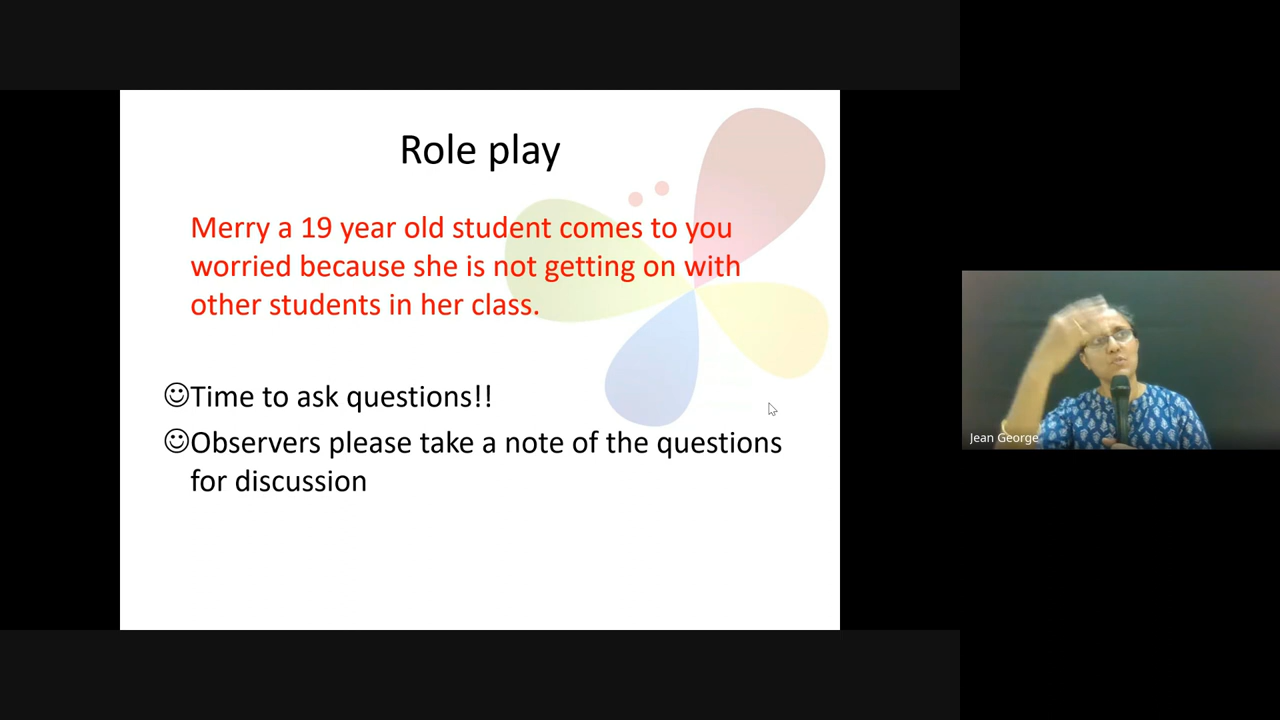 Role play
Merry a 19 year old student comes to you
worried because she is not getting on with
other students in her class.
☺Time to ask questions!!
☺Observers please take a note of the questions
for discussion
Jean George